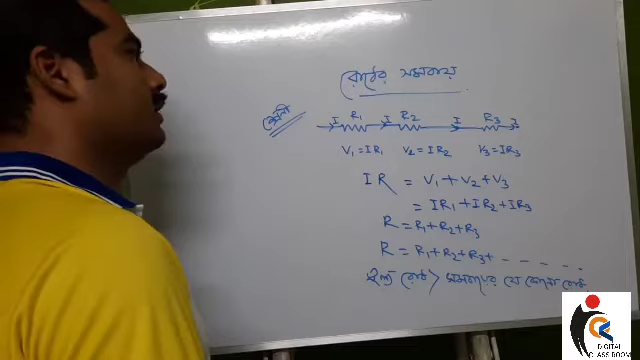 রোধের সমবায়
শ্রেণী
I R₁ I R₂ I R₃ I
V₁ = IR₁ V₂ = IR₂ V₃ = IR₃
IR = V₁ + V₂ + V₃
= IR₁ + IR₂ + IR₃
R = R₁ + R₂ + R₃
R = R₁ + R₂ + R₃ + - - - - -
তুল্য রোধ > সমবায়ের যে কোনো রোধ
DIGITAL
CLASS ROOM